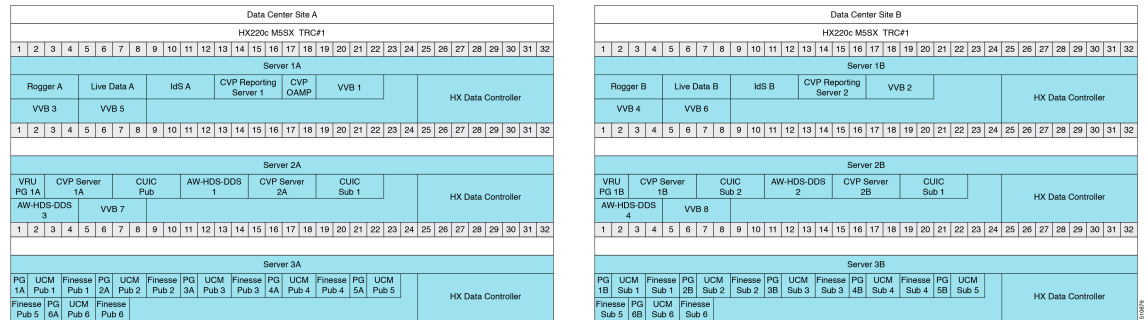 Data Center Site A
HX220c M5SX TRC#1
1 2 3 4 5 6 7 8 9 10 11 12 13 14 15 16 17 18 19 20 21 22 23 24 25 26 27 28 29 30 31 32
Server 1A
Rogger A Live Data A IdS A CVP Reporting Server 1 CVP OAMP VVB 1 HX Data Controller
VVB 3 VVB 5
1 2 3 4 5 6 7 8 9 10 11 12 13 14 15 16 17 18 19 20 21 22 23 24 25 26 27 28 29 30 31 32
Server 2A
VRU PG 1A CVP Server 1A CUIC Pub AW-HDS-DDS 1 CVP Server 2A CUIC Sub 1 HX Data Controller
AW-HDS-DDS 3 VVB 7
1 2 3 4 5 6 7 8 9 10 11 12 13 14 15 16 17 18 19 20 21 22 23 24 25 26 27 28 29 30 31 32
Server 3A
PG 1A UCM Pub 1 Finesse Pub 1 PG 2A UCM Pub 2 Finesse Pub 2 PG 3A UCM Pub 3 Finesse Pub 3 PG 4A UCM Pub 4 Finesse Pub 4 PG 5A UCM Pub 5 HX Data Controller
Finesse Pub 5 PG 6A UCM Pub 6 Finesse Pub 6
Data Center Site B
HX220c M5SX TRC#1
1 2 3 4 5 6 7 8 9 10 11 12 13 14 15 16 17 18 19 20 21 22 23 24 25 26 27 28 29 30 31 32
Server 1B
Rogger B Live Data B IdS B CVP Reporting Server 2 VVB 2 HX Data Controller
VVB 4 VVB 6
1 2 3 4 5 6 7 8 9 10 11 12 13 14 15 16 17 18 19 20 21 22 23 24 25 26 27 28 29 30 31 32
Server 2B
VRU PG 1B CVP Server 1B CUIC Sub 2 AW-HDS-DDS 2 CVP Server 2B CUIC Sub 1 HX Data Controller
AW-HDS-DDS 4 VVB 8
1 2 3 4 5 6 7 8 9 10 11 12 13 14 15 16 17 18 19 20 21 22 23 24 25 26 27 28 29 30 31 32
Server 3B
PG 1B UCM Sub 1 Finesse Sub 1 PG 2B UCM Sub 2 Finesse Sub 2 PG 3B UCM Sub 3 Finesse Sub 3 PG 4B UCM Sub 4 Finesse Sub 4 PG 5B UCM Sub 5 HX Data Controller
Finesse Sub 5 PG 6B UCM Sub 6 Finesse Sub 6